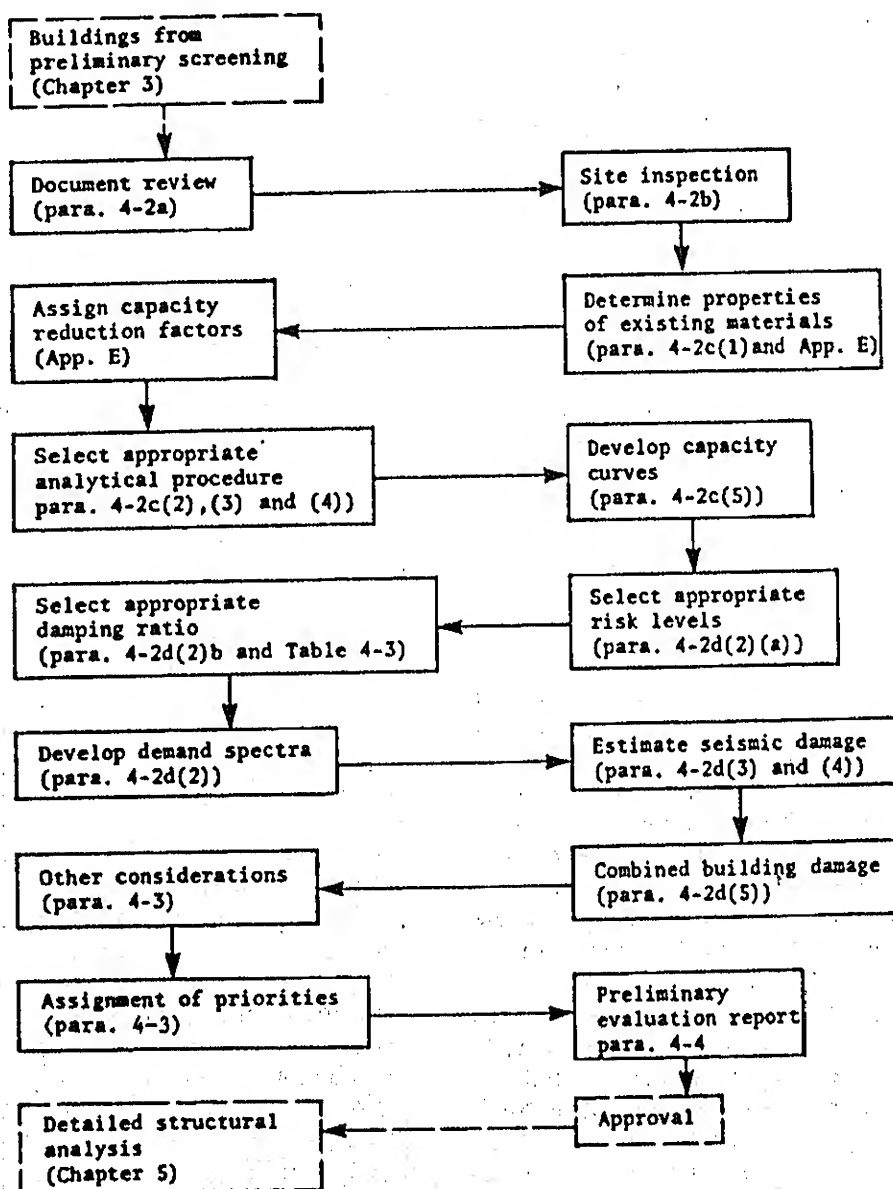 Buildings from
preliminary screening
(Chapter 3)
Document review
(para. 4-2a)
Site inspection
(para. 4-2b)
Determine properties
of existing materials
(para. 4-2c(1)and App. E)
Assign capacity
reduction factors
(App. E)
Select appropriate
analytical procedure
para. 4-2c(2),(3) and (4))
Develop capacity
curves
(para. 4-2c(5))
Select appropriate
risk levels
(para. 4-2d(2)(a))
Select appropriate
damping ratio
(para. 4-2d(2)b and Table 4-3)
Develop demand spectra
(para. 4-2d(2))
Estimate seismic damage
(para. 4-2d(3) and (4))
Combined building damage
(para. 4-2d(5))
Other considerations
(para. 4-3)
Assignment of priorities
(para. 4-3)
Preliminary
evaluation report
para. 4-4
Approval
Detailed structural
analysis
(Chapter 5)